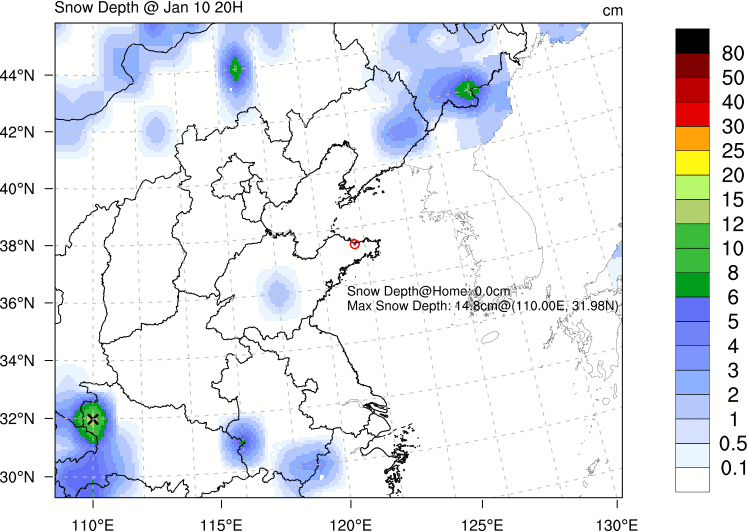 Snow Depth @ Jan 10 20H
cm
44°N
42°N
40°N
38°N
36°N
34°N
32°N
30°N
Snow Depth@Home: 0.0cm
Max Snow Depth: 14.8cm@(110.00E, 31.98N)
110°E
115°E
120°E
125°E
130°E
80
50
40
30
25
20
15
12
10
8
6
5
4
3
2
1
0.5
0.1